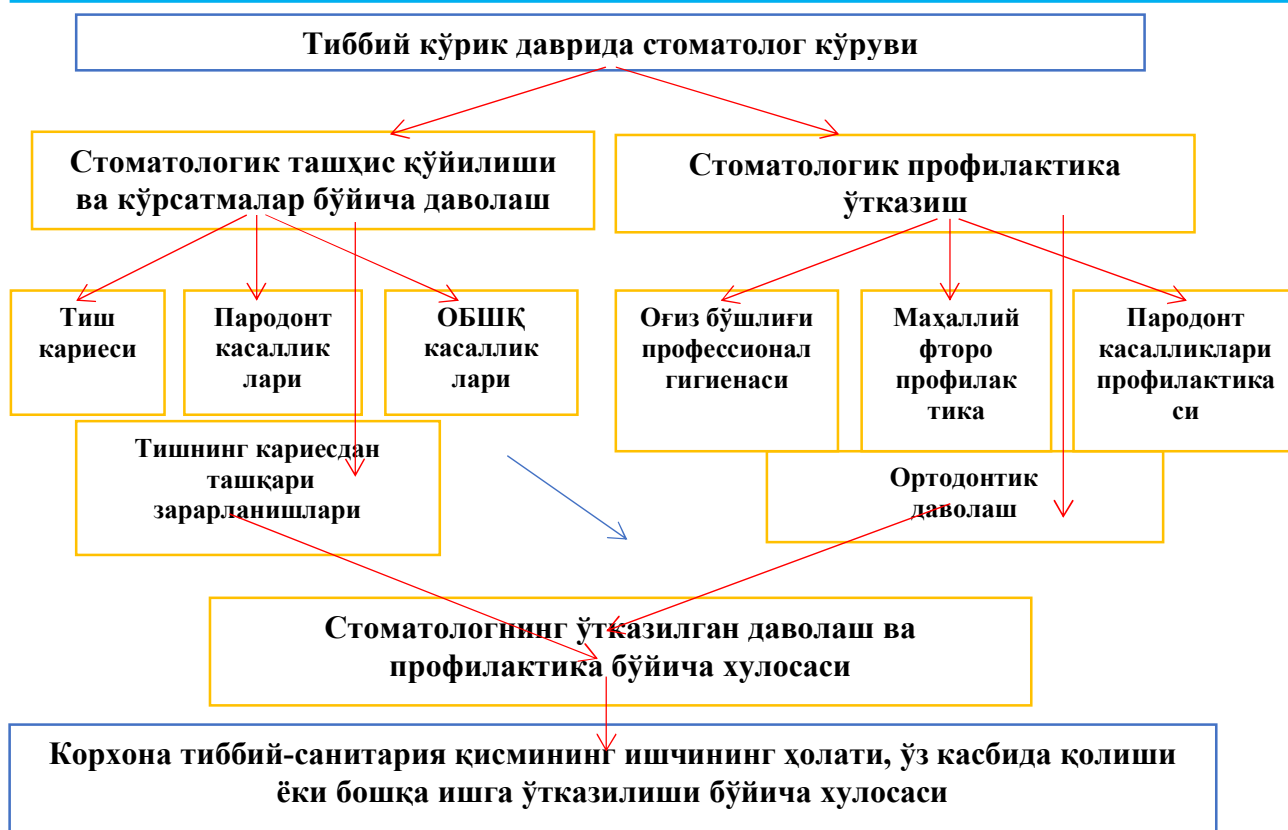 Тиббий кўрик даврида стоматолог кўруви
Стоматологик ташҳис қўйилиши
ва кўрсатмалар бўйича даволаш
Стоматологик профилактика
ўтказиш
Тиш
кариеси
Пародонт
касаллик
лари
ОБШҚ
касаллик
лари
Оғиз бўшлиғи
профессионал
гигиенаси
Маҳаллий
фторо
профилак
тика
Пародонт
касалликлари
профилактика
си
Тишнинг кариесдан
ташқари
зарарланишлари
Ортодонтик
даволаш
Стоматологнинг ўтказилган даволаш ва
профилактика бўйича хулосаси
Корхона тиббий-санитария қисмининг ишчининг ҳолати, ўз касбида қолиши
ёки бошқа ишга ўтказилиши бўйича хулосаси